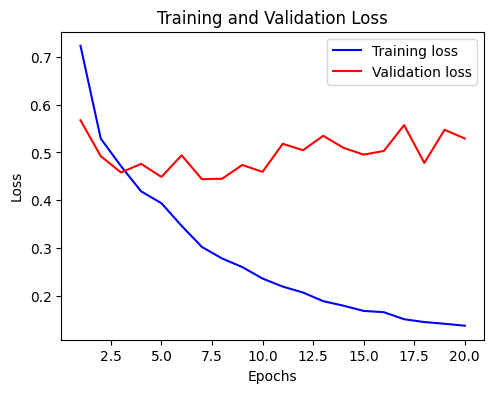 Training and Validation Loss
Training loss
Validation loss
0.7
0.6
0.5
0.4
0.3
0.2
Loss
2.5 5.0 7.5 10.0 12.5 15.0 17.5 20.0
Epochs